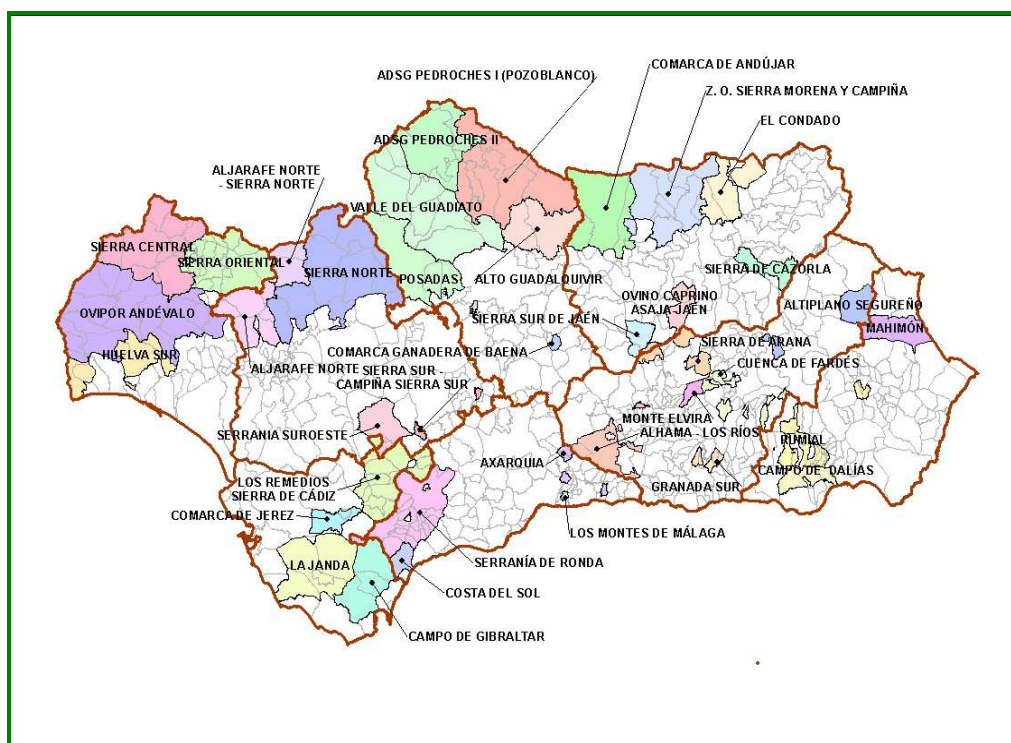 COMARCA DE ANDÚJAR
ADSG PEDROCHES I (POZOBLANCO)
Z. O. SIERRA MORENA Y CAMPIÑA
EL CONDADO
ADSG PEDROCHES II
ALJARAFE NORTE
- SIERRA NORTE
VALLE DEL GUADIATO
SIERRA CENTRAL
SIERRA ORIENTAL
SIERRA NORTE
POSADAS
ALTO GUADALQUIVIR
SIERRA DE CAZORLA
OVINO CAPRINO
ASAJA JAÉN
ALTIPLANO SEGUREÑO
OVIPOR ANDÉVALO
SIERRA SUR DE JAÉN
MAHIMÓN
HUELVA SUR
COMARCA GANADERA DE BAENA
SIERRA DE ARANA
ALJARAFE NORTE
SIERRA SUR -
CAMPIÑA SIERRA SUR
CUENCA DE FARDÉS
MONTE ELVIRA
ALHAMA - LOS RÍOS
SERRANIA SUROESTE
RUMIAL
AXARQUIA
CAMPO DE DALÍAS
LOS REMEDIOS
SIERRA DE CÁDIZ
GRANADA SUR
COMARCA DE JEREZ
LOS MONTES DE MÁLAGA
LA JANDA
SERRANÍA DE RONDA
COSTA DEL SOL
CAMPO DE GIBRALTAR